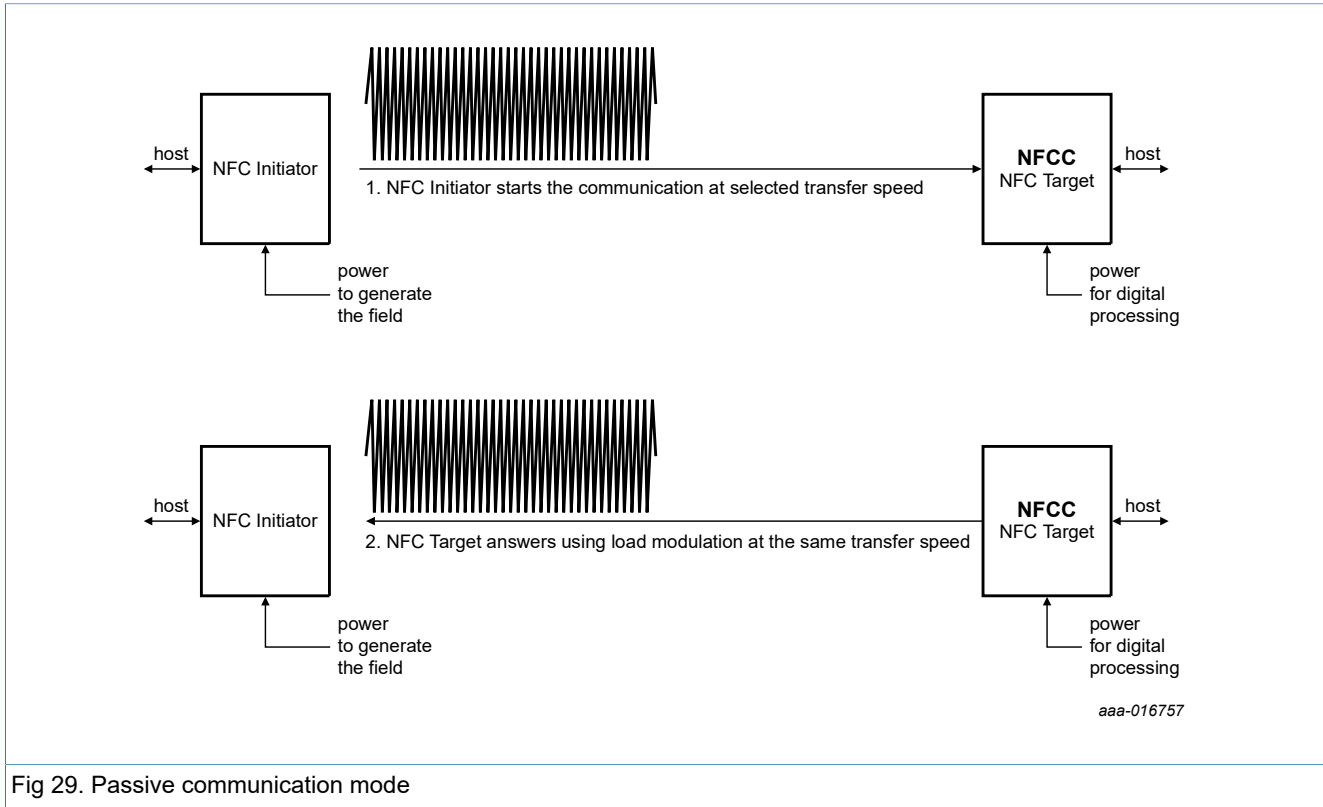 host
NFC Initiator
1. NFC Initiator starts the communication at selected transfer speed
NFCC
NFC Target
host
power
to generate
the field
power
for digital
processing
host
NFC Initiator
2. NFC Target answers using load modulation at the same transfer speed
NFCC
NFC Target
host
power
to generate
the field
power
for digital
processing
aaa-016757
Fig 29. Passive communication mode